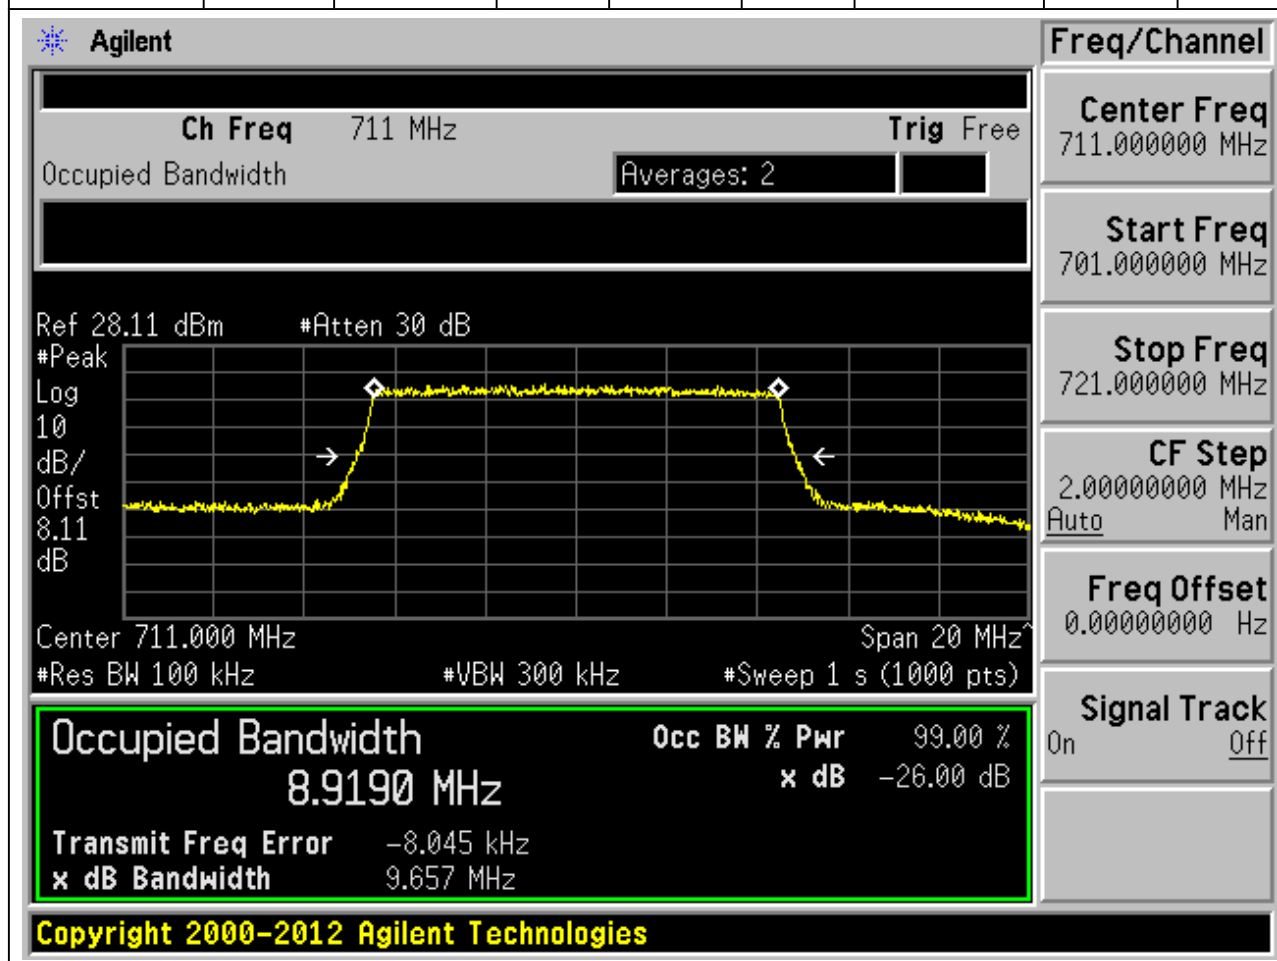 Agilent
Freq/Channel
Ch Freq 711 MHz Trig Free
Occupied Bandwidth Averages: 2
Center Freq
711.000000 MHz
Start Freq
701.000000 MHz
Stop Freq
721.000000 MHz
CF Step
2.00000000 MHz
Auto Man
Freq Offset
0.00000000 Hz
Signal Track
On Off
Ref 28.11 dBm #Atten 30 dB
#Peak
Log
10
dB/
Offst
8.11
dB
Center 711.000 MHz Span 20 MHz^
#Res BW 100 kHz #VBW 300 kHz #Sweep 1 s (1000 pts)
Occupied Bandwidth Occ BW % Pwr 99.00 %
8.9190 MHz x dB -26.00 dB
Transmit Freq Error -8.045 kHz
x dB Bandwidth 9.657 MHz
Copyright 2000-2012 Agilent Technologies